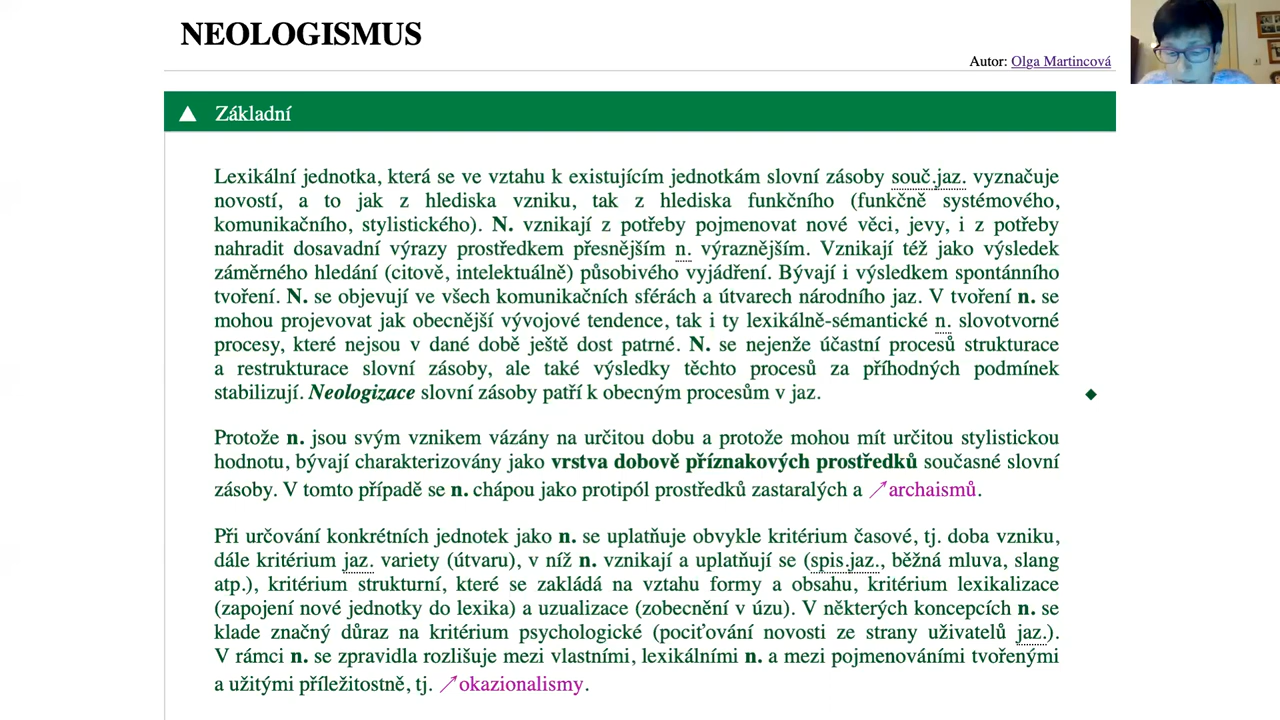 NEOLOGISMUS
Autor: Olga Martincová
▲ Základní
Lexikální jednotka, která se ve vztahu k existujícím jednotkám slovní zásoby souč.jaz. vyznačuje
novostí, a to jak z hlediska vzniku, tak z hlediska funkčního (funkčně systémového,
komunikačního, stylistického). N. vznikají z potřeby pojmenovat nové věci, jevy, i z potřeby
nahradit dosavadní výrazy prostředkem přesnějším n. výraznějším. Vznikají též jako výsledek
záměrného hledání (citově, intelektuálně) působivého vyjádření. Bývají i výsledkem spontánního
tvoření. N. se objevují ve všech komunikačních sférách a útvarech národního jaz. V tvoření n. se
mohou projevovat jak obecnější vývojové tendence, tak i ty lexikálně-sémantické n. slovotvorné
procesy, které nejsou v dané době ještě dost patrné. N. se nejenže účastní procesů strukturace
a restrukturace slovní zásoby, ale také výsledky těchto procesů za příhodných podmínek
stabilizují. Neologizace slovní zásoby patří k obecným procesům v jaz.
Protože n. jsou svým vznikem vázány na určitou dobu a protože mohou mít určitou stylistickou
hodnotu, bývají charakterizovány jako vrstva dobově příznakových prostředků současné slovní
zásoby. V tomto případě se n. chápou jako protipól prostředků zastaralých a ↗archaismů.
Při určování konkrétních jednotek jako n. se uplatňuje obvykle kritérium časové, tj. doba vzniku,
dále kritérium jaz. variety (útvaru), v níž n. vznikají a uplatňují se (spis.jaz., běžná mluva, slang
atp.), kritérium strukturní, které se zakládá na vztahu formy a obsahu, kritérium lexikalizace
(zapojení nové jednotky do lexika) a uzualizace (zobecnění v úzu). V některých koncepcích n. se
klade značný důraz na kritérium psychologické (pociťování novosti ze strany uživatelů jaz.).
V rámci n. se zpravidla rozlišuje mezi vlastními, lexikálními n. a mezi pojmenováními tvořenými
a užitými příležitostně, tj. ↗okazionalismy.